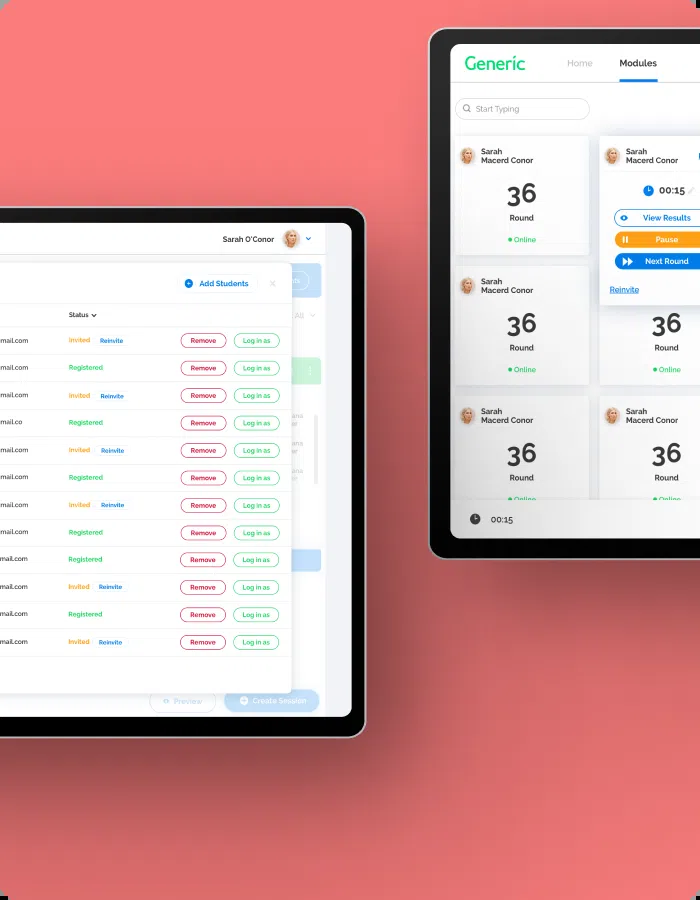 Generic
Home
Modules
Start Typing
Sarah
Macerd Conor
36
Round
Online
Sarah
Macerd Conor
00:15
View Results
Pause
Next Round
Reinvite
Sarah
Macerd Conor
36
Round
Online
36
Round
Online
Sarah
Macerd Conor
36
Round
Online
Sarah
Macerd Conor
36
Round
Online
00:15
Sarah O'Conor
Add Students
All
Status
mail.com Invited Reinvite Remove Log in as
mail.com Registered Remove Log in as
mail.com Invited Reinvite Remove Log in as
mail.co Registered Remove Log in as
mail.com Invited Reinvite Remove Log in as
mail.com Registered Remove Log in as
mail.com Invited Reinvite Remove Log in as
mail.com Registered Remove Log in as
mail.com Registered Remove Log in as
mail.com Invited Reinvite Remove Log in as
mail.com Registered Remove Log in as
mail.com Invited Reinvite Remove Log in as
Preview
Create Session